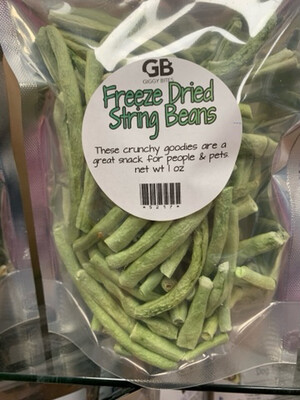 GB
GIGGY BITES
Freeze Dried
String Beans
These crunchy goodies are a
great snack for people & pets.
net wt 1 oz